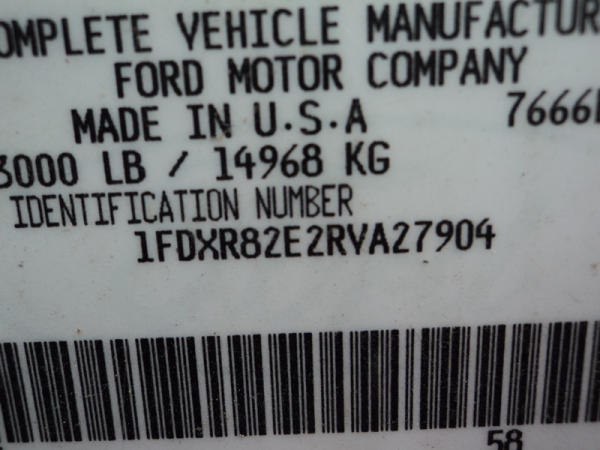 OMPLETE VEHICLE MANUFACTUR
FORD MOTOR COMPANY
MADE IN U.S.A 7666
3000 LB / 14968 KG
IDENTIFICATION NUMBER
1FDXR82E2RVA27904
58